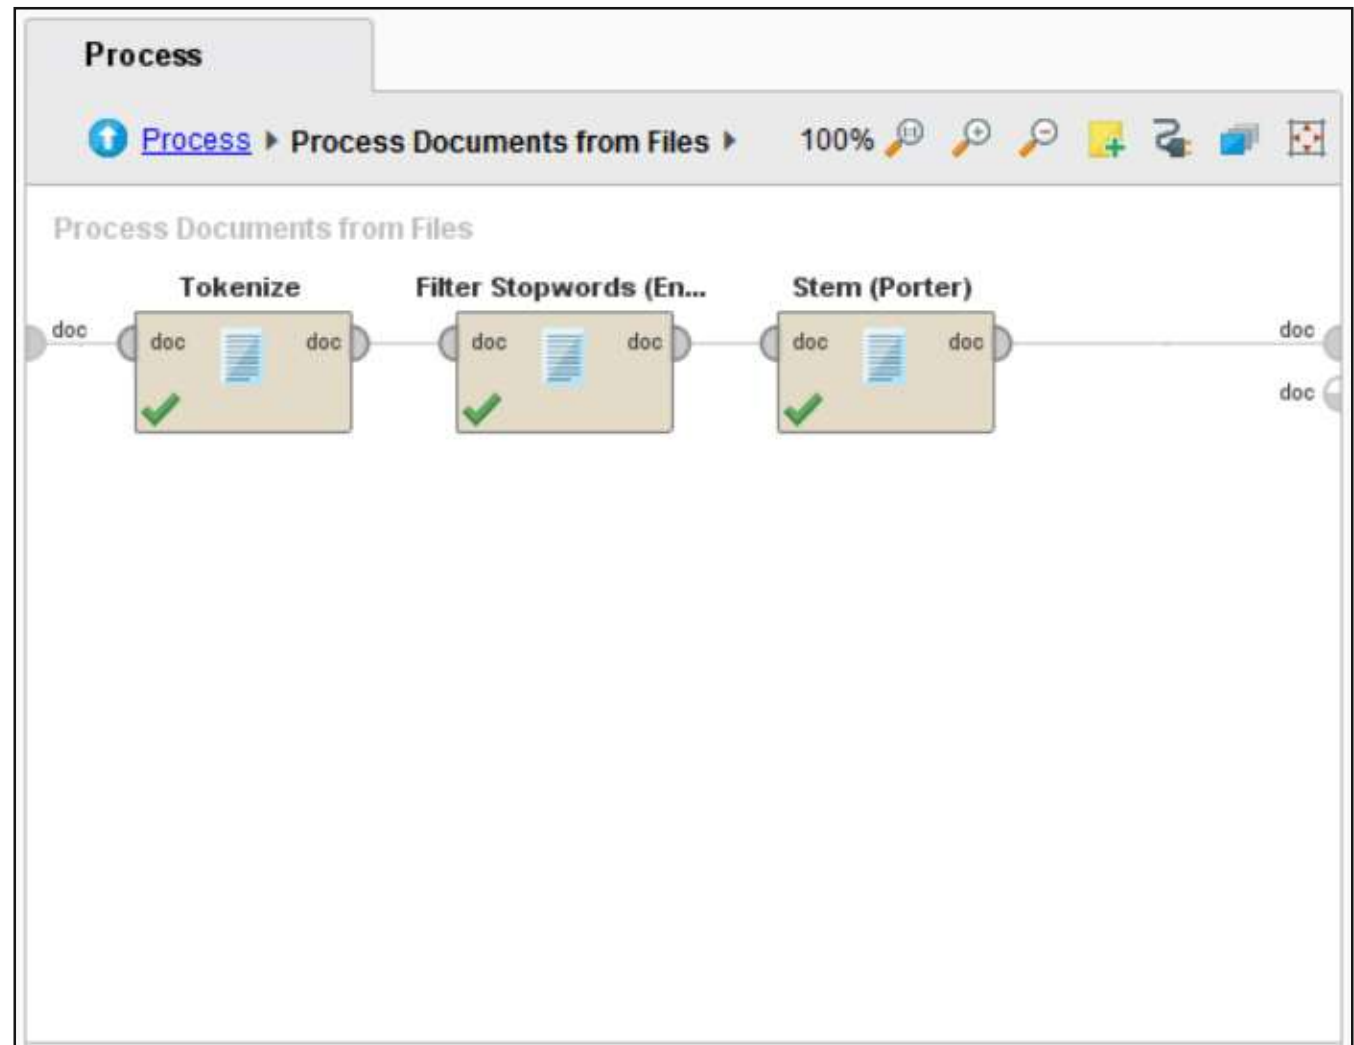 Process
Process Documents from Files 100%
Process Documents from Files
Tokenize Filter Stopwords (En... Stem (Porter)
doc doc doc doc doc doc doc doc
doc